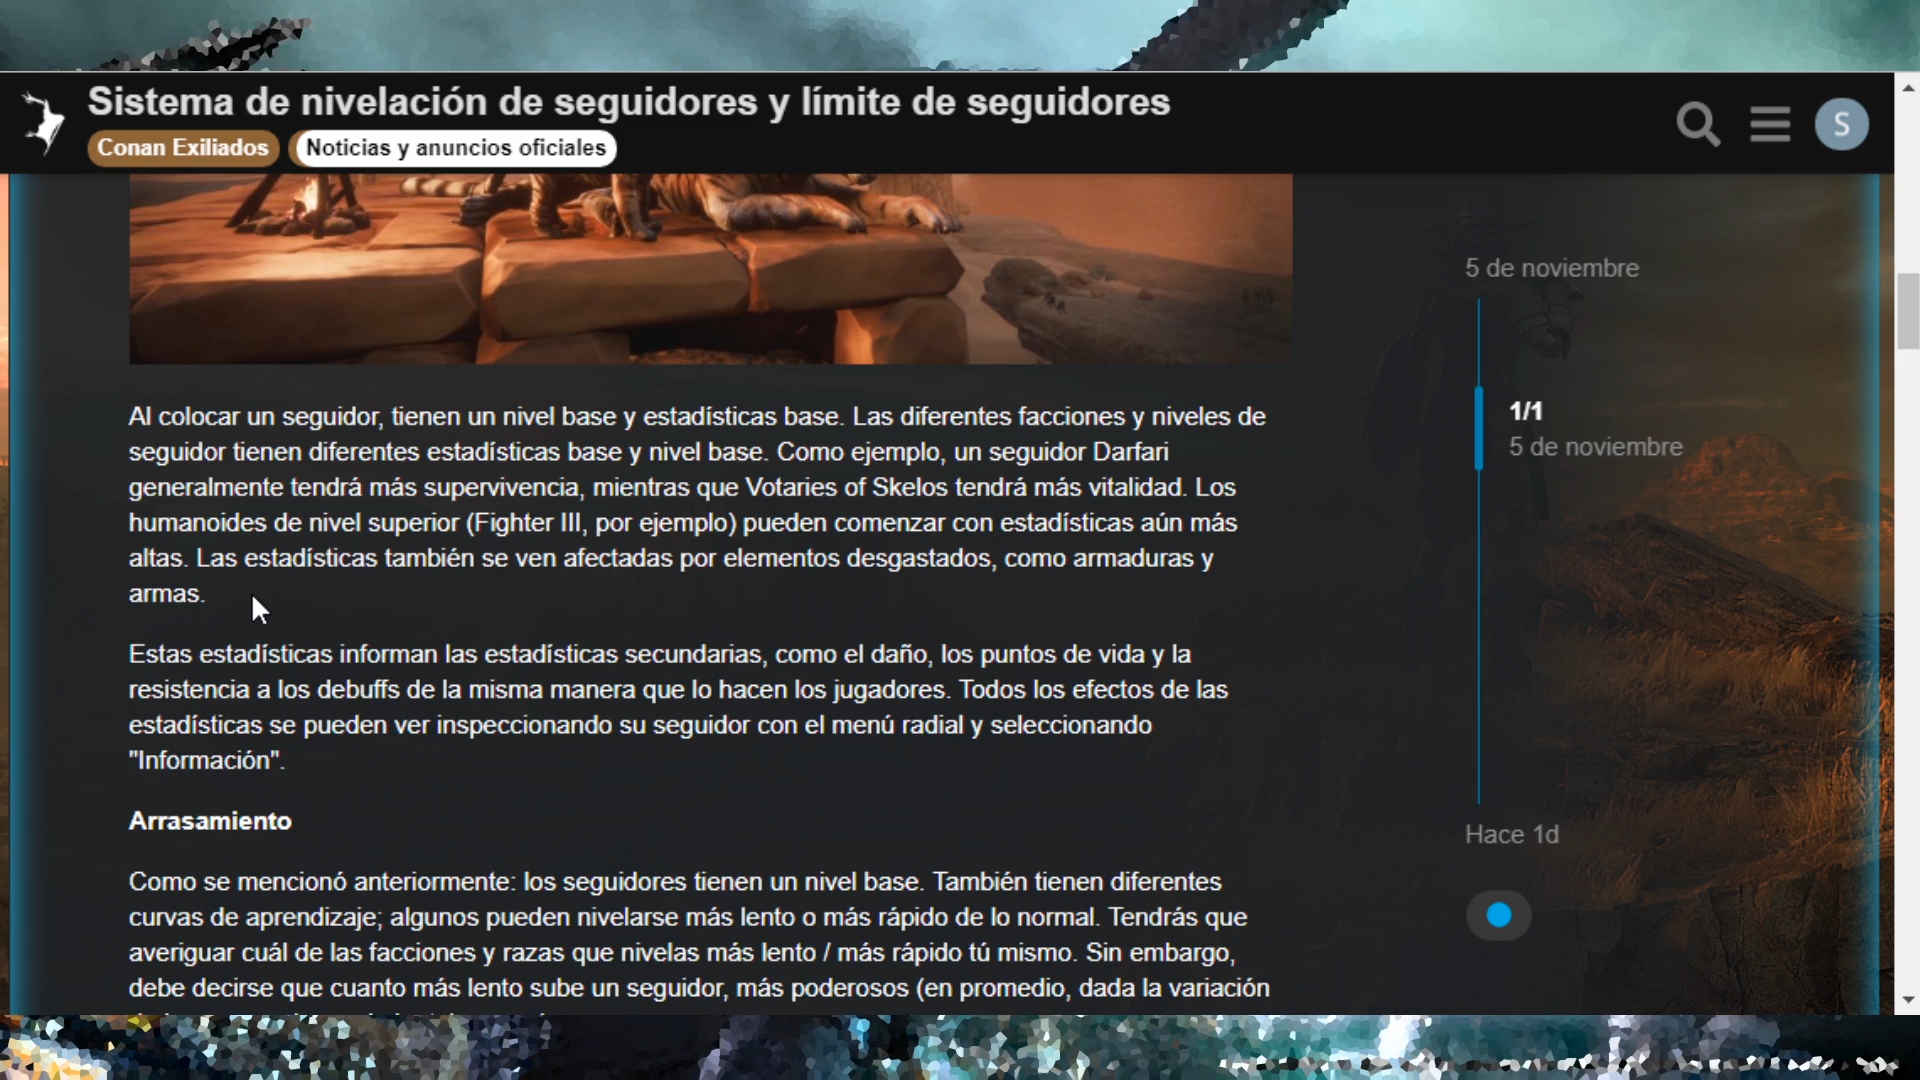 Sistema de nivelación de seguidores y límite de seguidores
Conan Exiliados
Noticias y anuncios oficiales
S
5 de noviembre
1/1
5 de noviembre
Hace 1d
Al colocar un seguidor, tienen un nivel base y estadísticas base. Las diferentes facciones y niveles de
seguidor tienen diferentes estadísticas base y nivel base. Como ejemplo, un seguidor Darfari
generalmente tendrá más supervivencia, mientras que Votaries of Skelos tendrá más vitalidad. Los
humanoides de nivel superior (Fighter III, por ejemplo) pueden comenzar con estadísticas aún más
altas. Las estadísticas también se ven afectadas por elementos desgastados, como armaduras y
armas.
Estas estadísticas informan las estadísticas secundarias, como el daño, los puntos de vida y la
resistencia a los debuffs de la misma manera que lo hacen los jugadores. Todos los efectos de las
estadísticas se pueden ver inspeccionando su seguidor con el menú radial y seleccionando
"Información".
Arrasamiento
Como se mencionó anteriormente: los seguidores tienen un nivel base. También tienen diferentes
curvas de aprendizaje; algunos pueden nivelarse más lento o más rápido de lo normal. Tendrás que
averiguar cuál de las facciones y razas que nivelas más lento / más rápido tú mismo. Sin embargo,
debe decirse que cuanto más lento sube un seguidor, más poderosos (en promedio, dada la variación